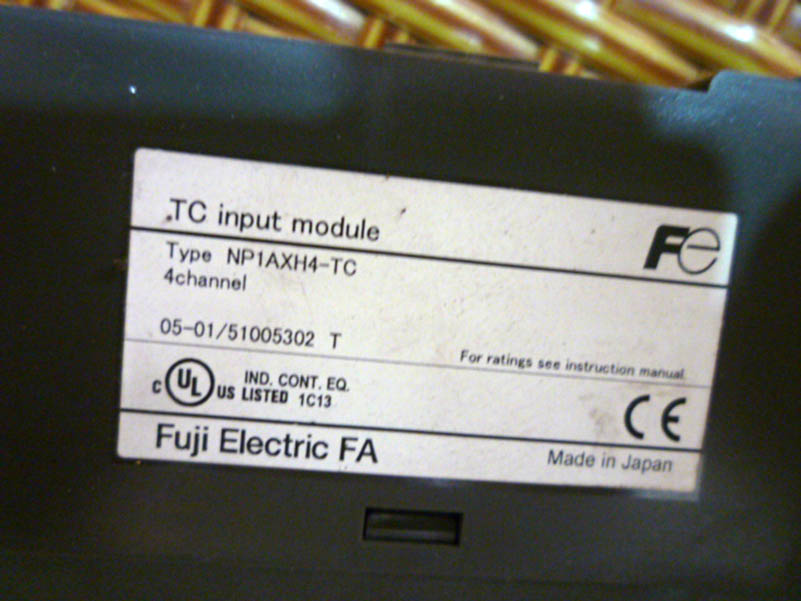 TC input module
Fe
Type NP1AXH4-TC
4channel
05-01/51005302 T
For ratings see instruction manual.
C UL US LISTED IND. CONT. EQ. 1C13
CE
Fuji Electric FA
Made in Japan